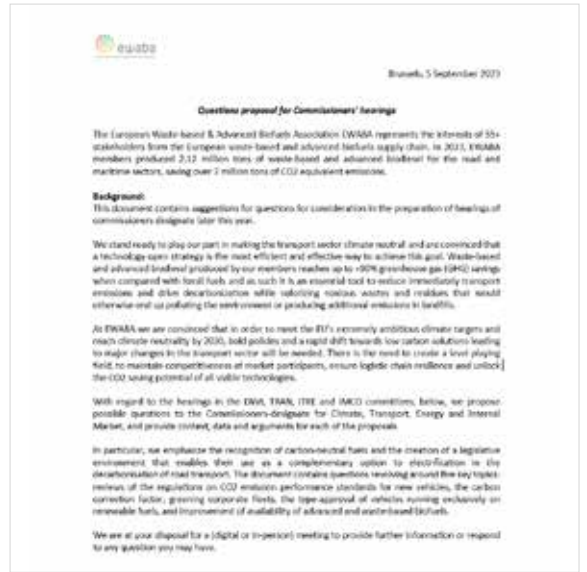 ewaba
Brussels, 5 September 2023
Questions proposal for Commissioners' hearings
The European Waste-based & Advanced Biofuels Association EWABA represents the interests of 55+
stakeholders from the European waste-based and advanced biofuels supply chain. In 2023, EWABA
members produced 2,12 million tons of waste-based and advanced biodiesel for the road and
maritime sectors, saving over 7 million tons of CO2 equivalent emissions.
Background:
This document contains suggestions for questions for consideration in the preparation of hearings of
commissioners designate later this year.
We stand ready to play our part in making the transport sector climate neutral and are convinced that
a technology-open strategy is the most efficient and effective way to achieve this goal. Waste-based
and advanced biodiesel produced by our members reaches up to +90% greenhouse gas (GHG) savings
when compared with fossil fuels and as such it is an essential tool to reduce immediately transport
emissions and drive decarbonisation while valorizing noxious wastes and residues that would
otherwise end up polluting the environment or producing additional emissions in landfills.
At EWABA we are convinced that in order to meet the EU's extremely ambitious climate targets and
reach climate neutrality by 2030, bold policies and a rapid shift towards low carbon solutions leading
to major changes in the transport sector will be needed. There is the need to create a level playing
field, to maintain competitiveness of market participants, ensure logistic chain resilience and unlock
the CO2 saving potential of all viable technologies.
With regard to the hearings in the ENVI, TRAN, ITRE and IMCO committees, below, we propose
possible questions to the Commissioners-designate for Climate, Transport, Energy and Internal
Market, and provide context, data and arguments for each of the proposals.
In particular, we emphasize the recognition of carbon-neutral fuels and the creation of a legislative
environment that enables their use as a complementary option to electrification in the
decarbonisation of road transport. The document contains questions revolving around five key topics:
reviews of the regulations on CO2 emission performance standards for new vehicles, the carbon
correction factor, greening corporate fleets, the type-approval of vehicles running exclusively on
renewable fuels, and improvement of availability of advanced and waste-based biofuels.
We are at your disposal for a (digital or in-person) meeting to provide further information or respond
to any question you may have.